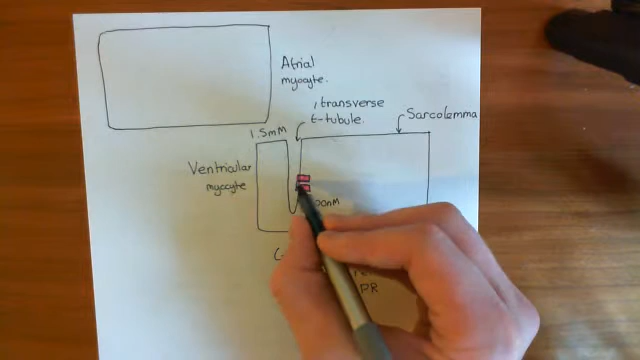 Atrial
myocyte.
transverse
t-tubule.
Sarcolemma
1.5mM
Ventricular
myocyte
PR